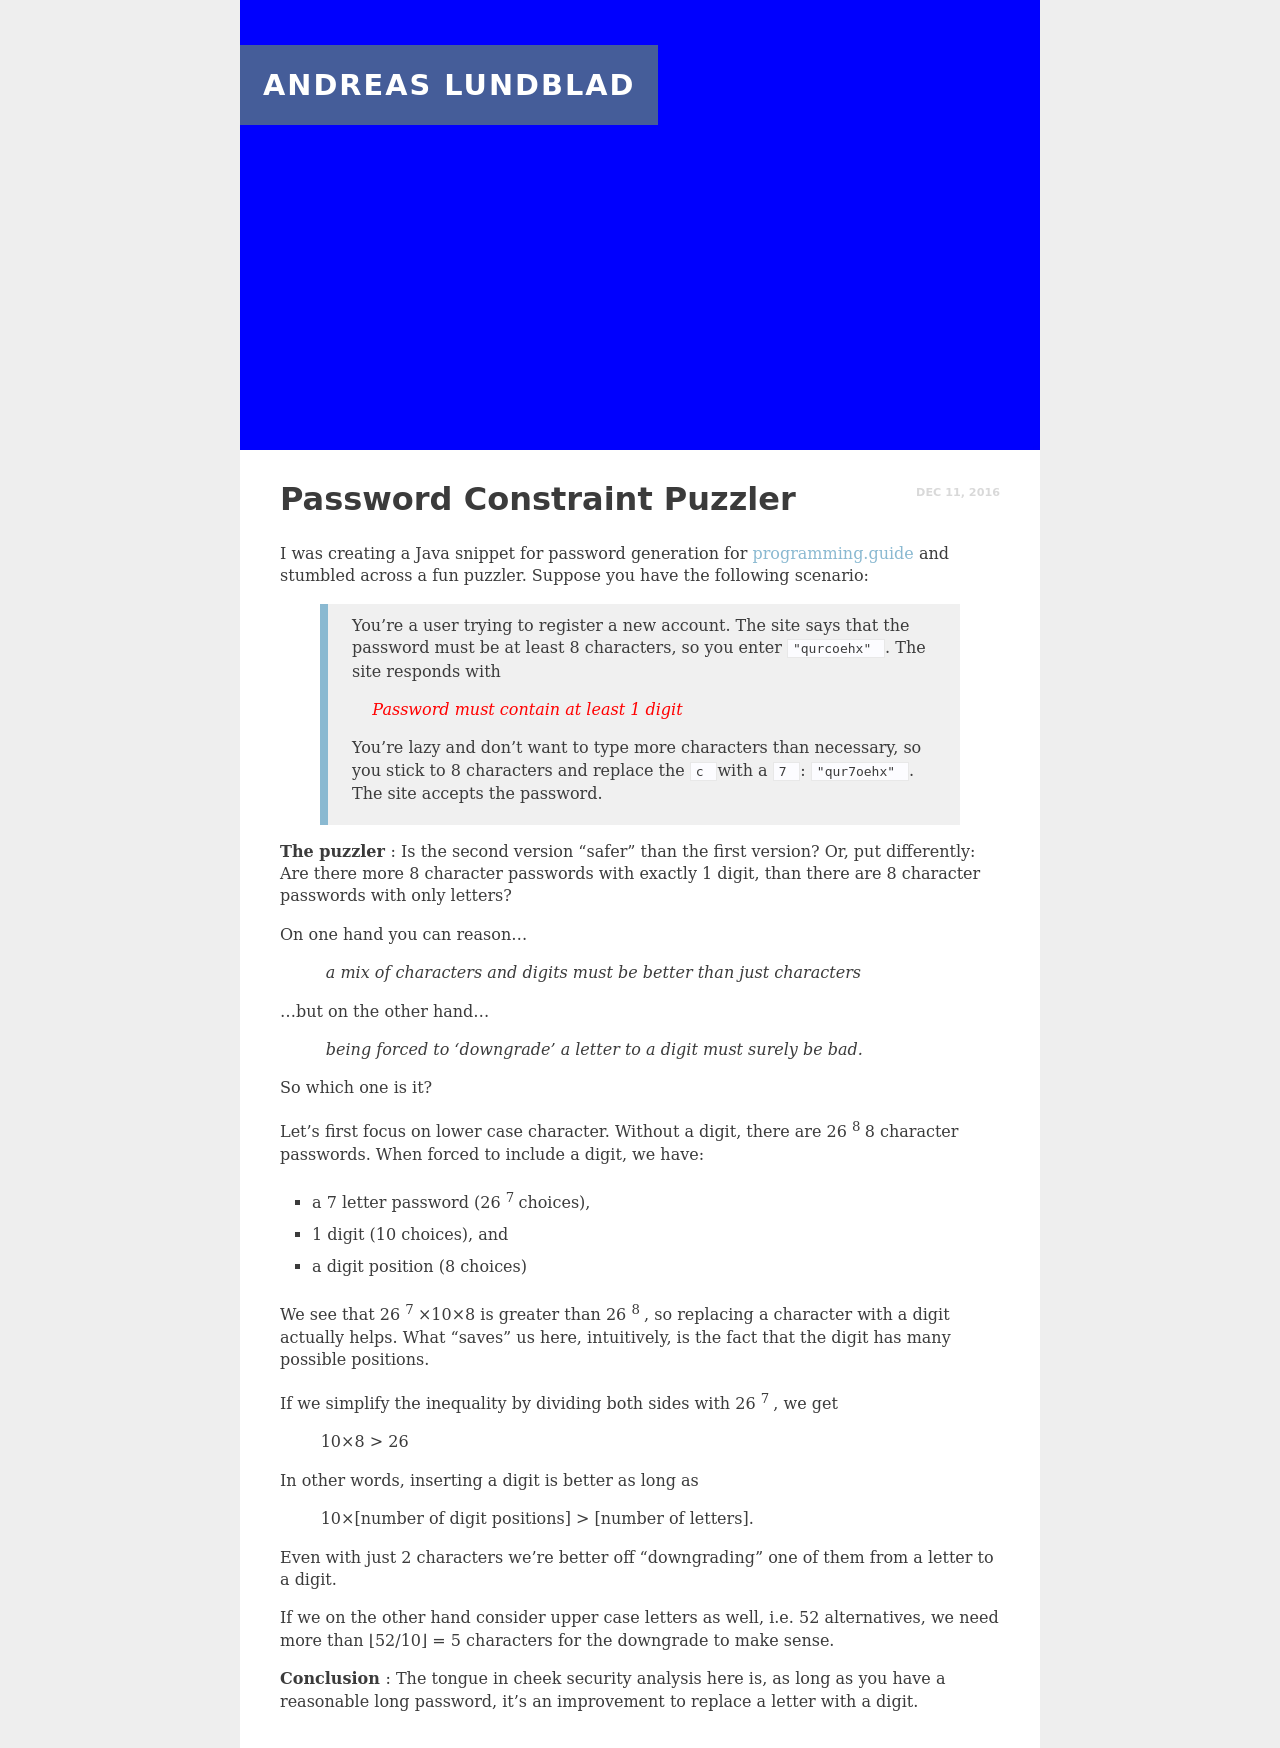 ANDREAS LUNDBLAD
Password Constraint Puzzler
DEC 11, 2016
I was creating a Java snippet for password generation for programming.guide and
stumbled across a fun puzzler. Suppose you have the following scenario:
You’re a user trying to register a new account. The site says that the
password must be at least 8 characters, so you enter "qurcoehx" . The
site responds with
Password must contain at least 1 digit
You’re lazy and don’t want to type more characters than necessary, so
you stick to 8 characters and replace the c with a 7 : "qur7oehx" .
The site accepts the password.
The puzzler : Is the second version “safer” than the first version? Or, put differently:
Are there more 8 character passwords with exactly 1 digit, than there are 8 character
passwords with only letters?
On one hand you can reason…
a mix of characters and digits must be better than just characters
…but on the other hand…
being forced to ‘downgrade’ a letter to a digit must surely be bad.
So which one is it?
Let’s first focus on lower case character. Without a digit, there are 26 8 8 character
passwords. When forced to include a digit, we have:
a 7 letter password (26 7 choices),
1 digit (10 choices), and
a digit position (8 choices)
We see that 26 7 ×10×8 is greater than 26 8 , so replacing a character with a digit
actually helps. What “saves” us here, intuitively, is the fact that the digit has many
possible positions.
If we simplify the inequality by dividing both sides with 26 7 , we get
10×8 > 26
In other words, inserting a digit is better as long as
10×[number of digit positions] > [number of letters].
Even with just 2 characters we’re better off “downgrading” one of them from a letter to
a digit.
If we on the other hand consider upper case letters as well, i.e. 52 alternatives, we need
more than ⌊52/10⌋ = 5 characters for the downgrade to make sense.
Conclusion : The tongue in cheek security analysis here is, as long as you have a
reasonable long password, it’s an improvement to replace a letter with a digit.